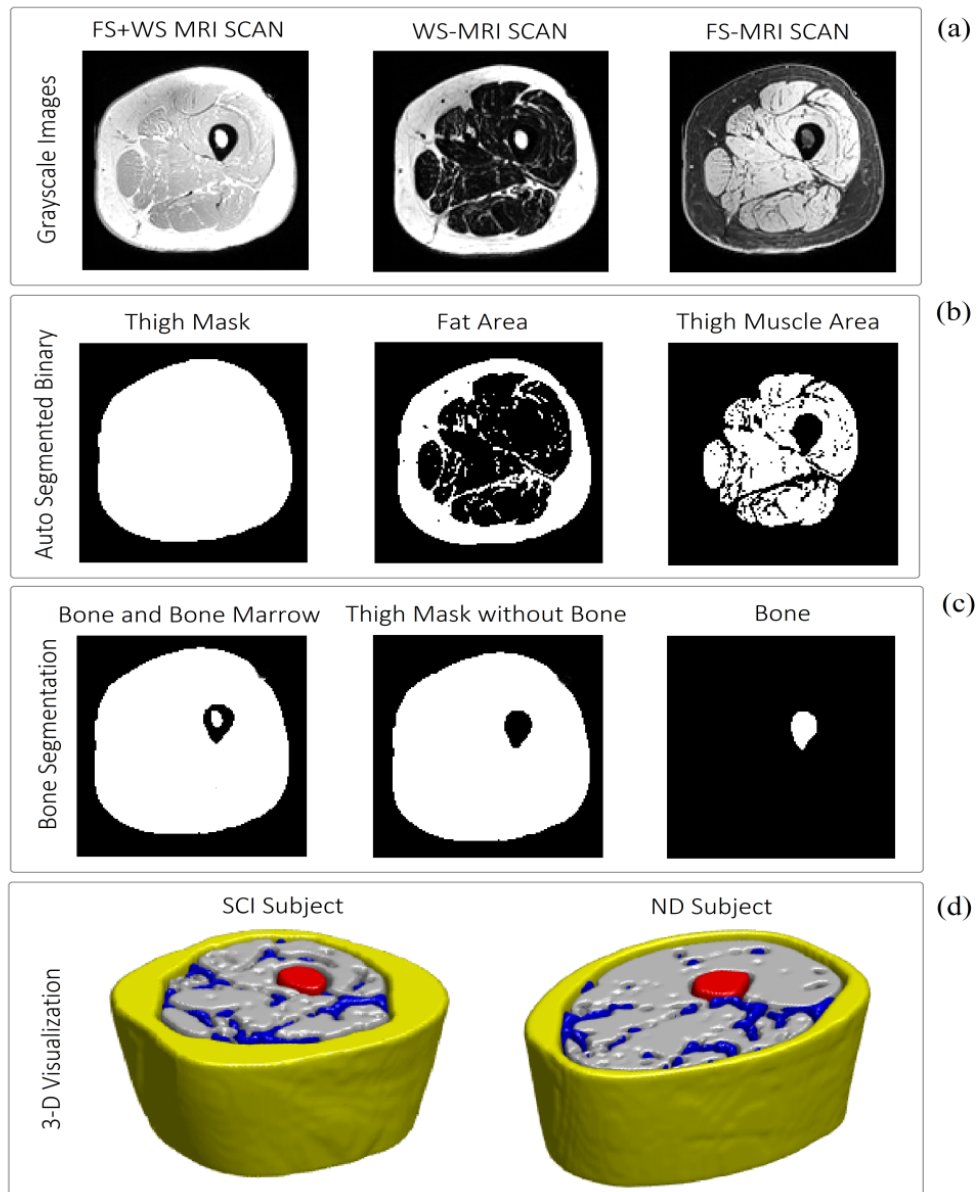 FS+WS MRI SCAN
WS-MRI SCAN
FS-MRI SCAN
(a)
Grayscale Images
Thigh Mask
Fat Area
Thigh Muscle Area
(b)
Auto Segmented Binary
Bone and Bone Marrow
Thigh Mask without Bone
Bone
(c)
Bone Segmentation
SCI Subject
ND Subject
(d)
3-D Visualization